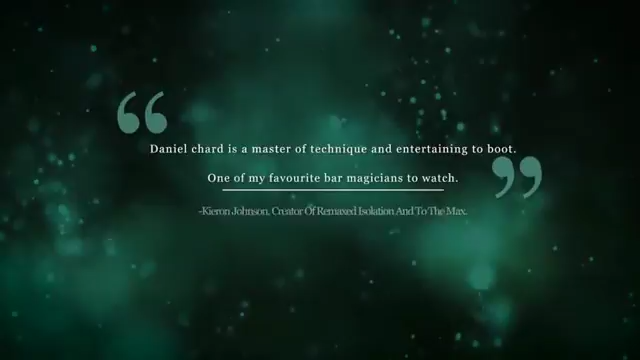 Daniel chard is a master of technique and entertaining to boot.
One of my favourite bar magicians to watch.
-Kieron Johnson, Creator Of Remaxed Isolation And To The Max.